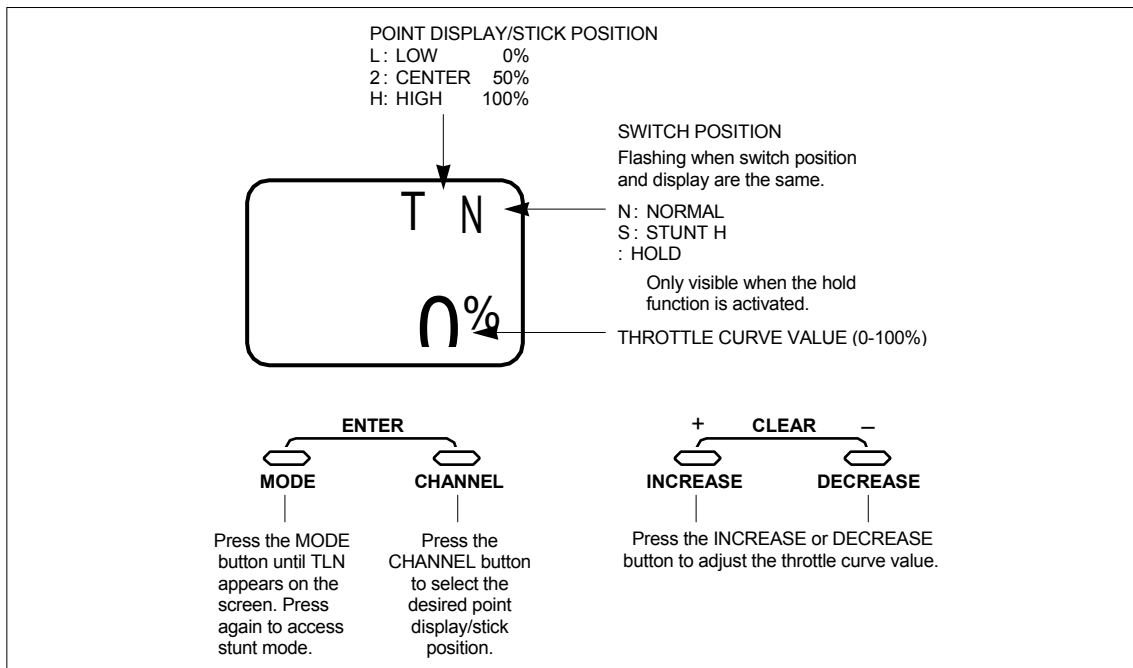 POINT DISPLAY/STICK POSITION
L: LOW 0%
2: CENTER 50%
H: HIGH 100%
SWITCH POSITION
Flashing when switch position
and display are the same.
N: NORMAL
S: STUNT H
: HOLD
Only visible when the hold
function is activated.
T N
0%
THROTTLE CURVE VALUE (0-100%)
ENTER
MODE
CHANNEL
+ CLEAR –
INCREASE
DECREASE
Press the MODE
button until TLN
appears on the
screen. Press
again to access
stunt mode.
Press the
CHANNEL button
to select the
desired point
display/stick
position.
Press the INCREASE or DECREASE
button to adjust the throttle curve value.